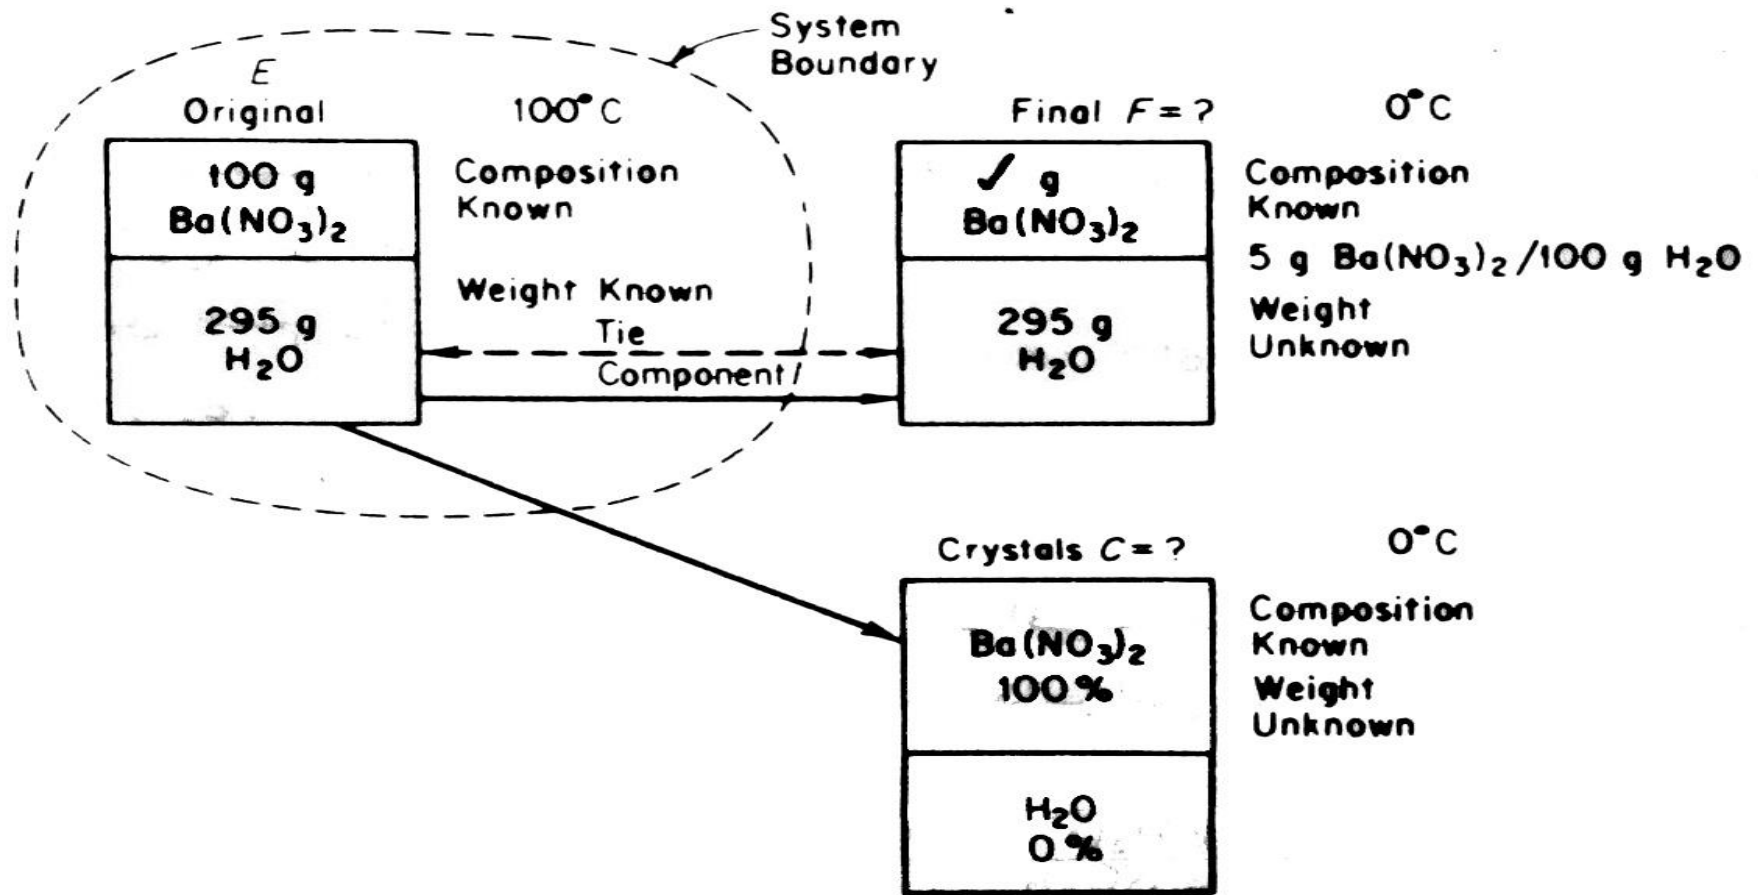 System
Boundary
E
Original
100°C
100 g
Ba(NO3)2
Composition
Known
295 g
H2O
Weight Known
Tie
Component
Final F = ?
0°C
✓ g
Ba(NO3)2
Composition
Known
5 g Ba(NO3)2/100 g H2O
295 g
H2O
Weight
Unknown
Crystals C = ?
0°C
Ba(NO3)2
100%
Composition
Known
Weight
Unknown
H2O
0%